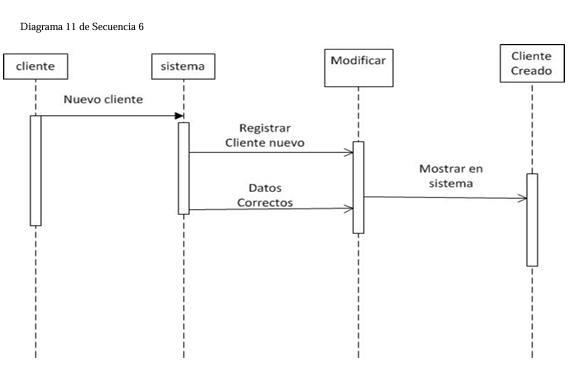 Diagrama 11 de Secuencia 6
cliente
sistema
Modificar
Cliente
Creado
Nuevo cliente
Registrar
Cliente nuevo
Mostrar en
sistema
Datos
Correctos